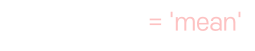 = 'mean'